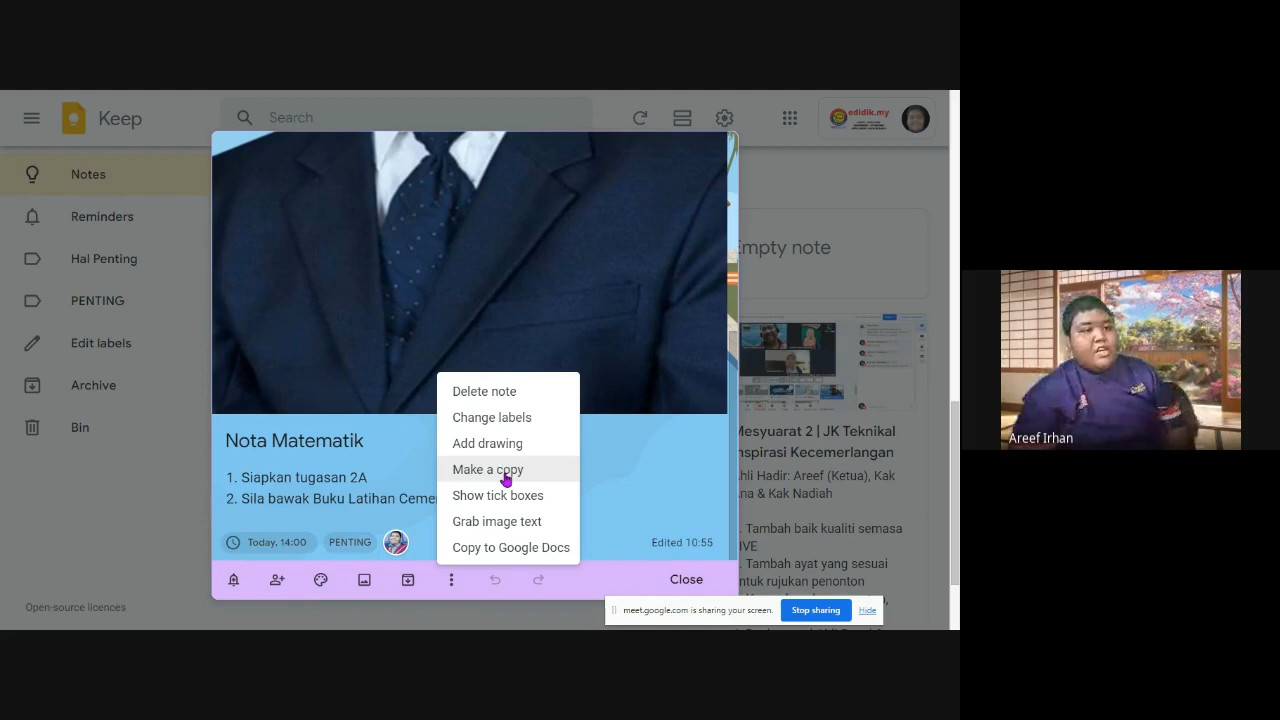 Keep
Search
edidik.my
Notes
Reminders
Hal Penting
PENTING
Edit labels
Archive
Bin
Open-source licences
Nota Matematik
1. Siapkan tugasan 2A
2. Sila bawak Buku Latihan Ceme
Today, 14:00
PENTING
Edited 10:55
Delete note
Change labels
Add drawing
Make a copy
Show tick boxes
Grab image text
Copy to Google Docs
Close
Empty note
Mesyuarat 2 | JK Teknikal
nspirasi Kecemerlangan
Ahli Hadir: Areef (Ketua), Kak
na & Kak Nadiah
. Tambah baik kualiti semasa
IVE
. Tambah ayat yang sesuai
ntuk rujukan penonton
meet.google.com is sharing your screen.
Stop sharing
Hide
Areef Irhan